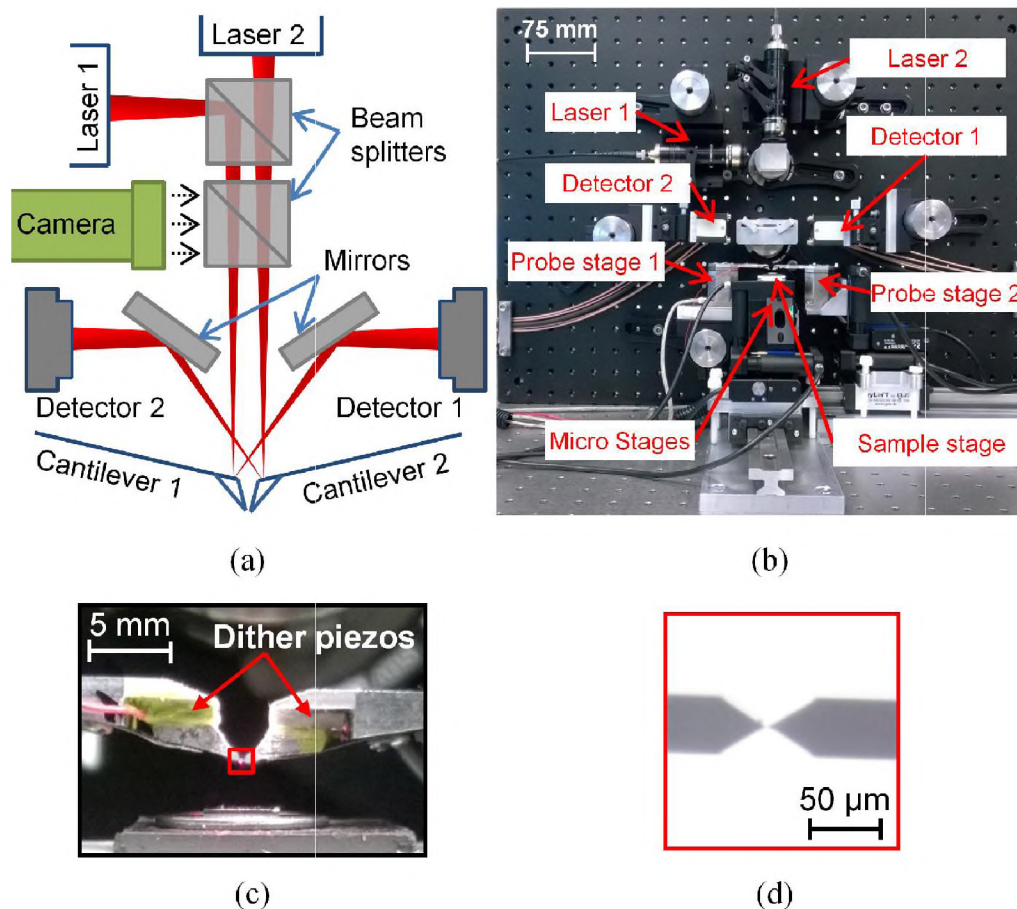 Laser 2
Laser 1
Beam
splitters
Camera
Mirrors
Detector 2
Detector 1
Cantilever 1
Cantilever 2
(a)
75 mm
Laser 2
Laser 1
Detector 1
Detector 2
Probe stage 1
Probe stage 2
Micro Stages
Sample stage
(b)
5 mm
Dither piezos
(c)
50 µm
(d)